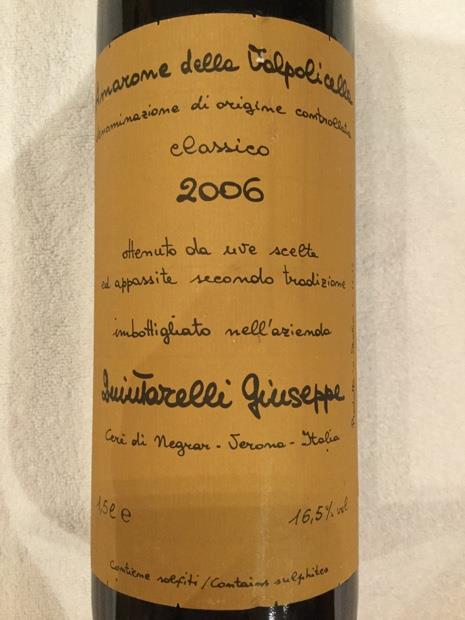 Amarone della Valpolicella
denominazione di origine controllata
classico
2006
ottenuto da uve scelte
ed appassite secondo tradizione
imbottigliato nell'azienda
Quintarelli Giuseppe
Cerè di Negrar - Verona - Italia
1,5l e
16,5% vol
Contiene solfiti/Contains sulphites